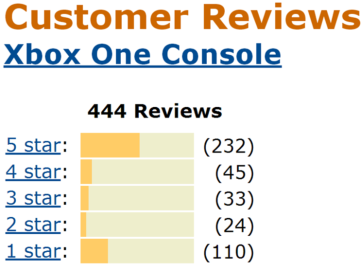 Customer Reviews
Xbox One Console
444 Reviews
5 star: (232)
4 star: (45)
3 star: (33)
2 star: (24)
1 star: (110)